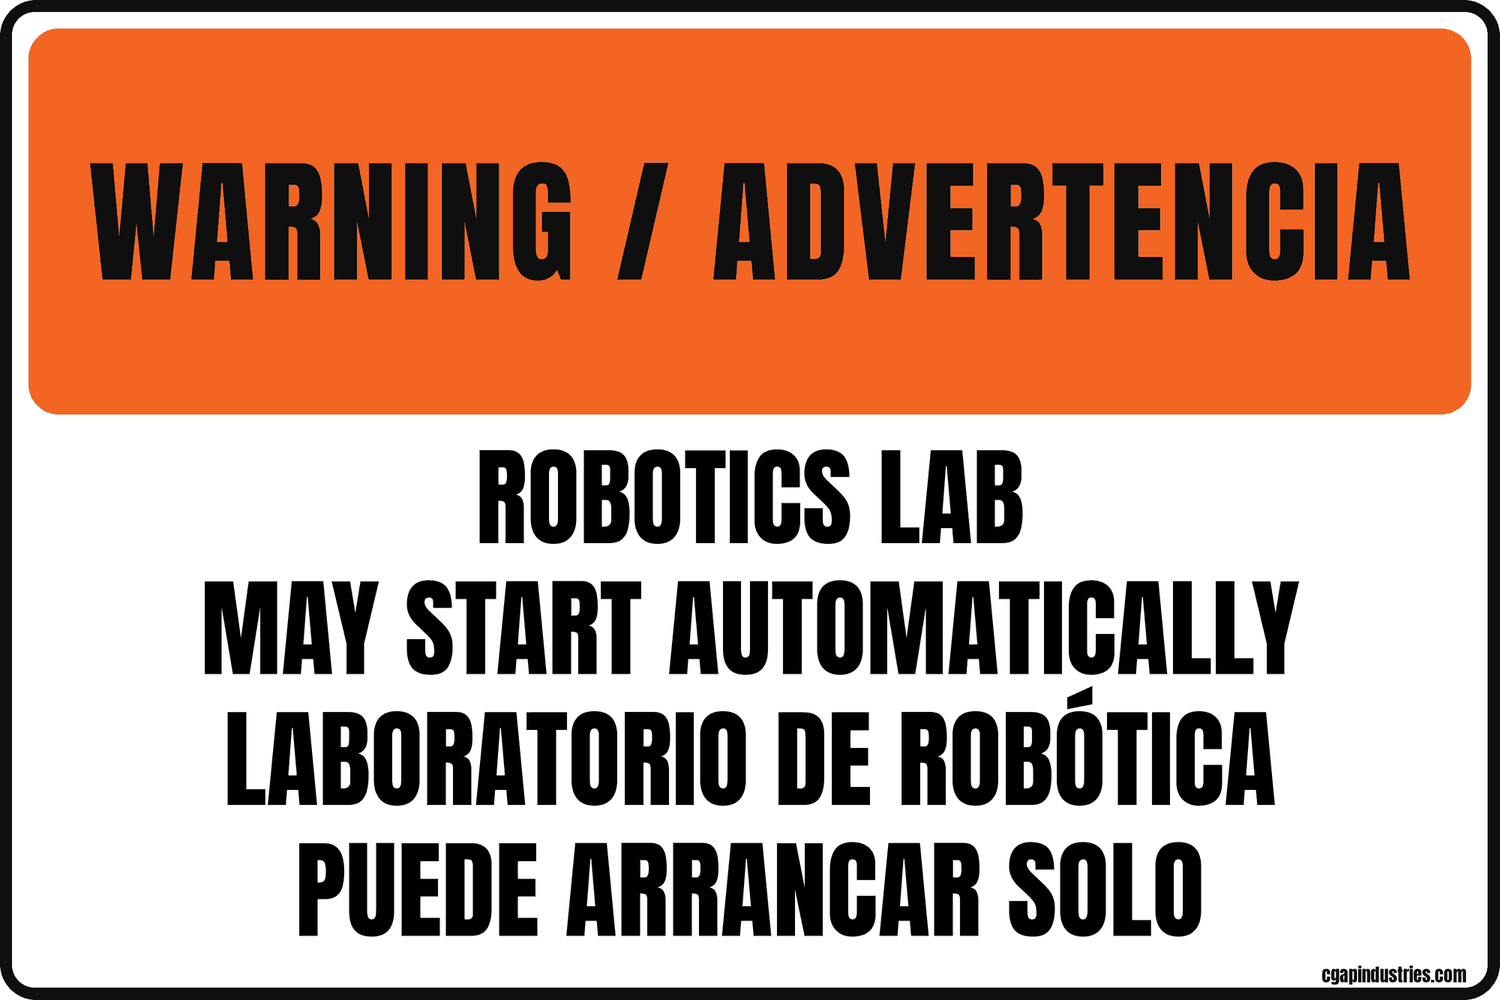 WARNING / ADVERTENCIA
ROBOTICS LAB
MAY START AUTOMATICALLY
LABORATORIO DE ROBÓTICA
PUEDE ARRANCAR SOLO
cgapindustries.com